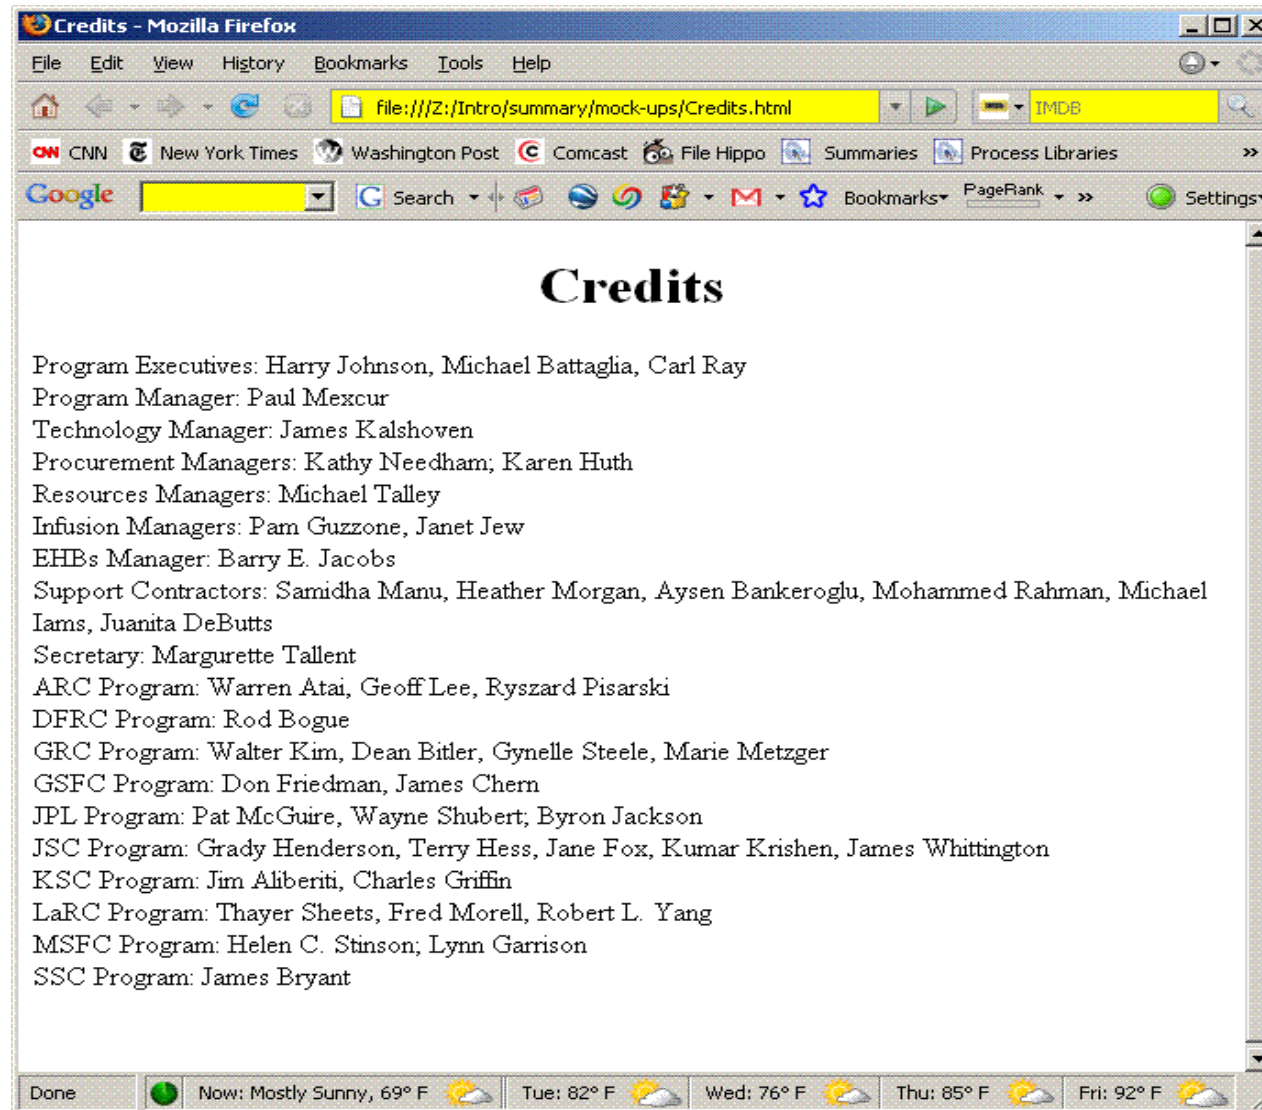 Credits - Mozilla Firefox
File Edit View History Bookmarks Tools Help
file:///Z:/Intro/summary/mock-ups/Credits.html IMDB
CNN CNN New York Times Washington Post Comcast File Hippo Summaries Process Libraries »
Google G Search PageRank Bookmarks » Settings
Credits
Program Executives: Harry Johnson, Michael Battaglia, Carl Ray
Program Manager: Paul Mexcur
Technology Manager: James Kalshoven
Procurement Managers: Kathy Needham; Karen Huth
Resources Managers: Michael Talley
Infusion Managers: Pam Guzzone, Janet Jew
EHBs Manager: Barry E. Jacobs
Support Contractors: Samidha Manu, Heather Morgan, Aysen Bankeroglu, Mohammed Rahman, Michael
Iams, Juanita DeButts
Secretary: Margurette Tallent
ARC Program: Warren Atai, Geoff Lee, Ryszard Pisarski
DFRC Program: Rod Bogue
GRC Program: Walter Kim, Dean Bitler, Gynelle Steele, Marie Metzger
GSFC Program: Don Friedman, James Chern
JPL Program: Pat McGuire, Wayne Shubert; Byron Jackson
JSC Program: Grady Henderson, Terry Hess, Jane Fox, Kumar Krishen, James Whittington
KSC Program: Jim Aliberiti, Charles Griffin
LaRC Program: Thayer Sheets, Fred Morell, Robert L. Yang
MSFC Program: Helen C. Stinson; Lynn Garrison
SSC Program: James Bryant
Done Now: Mostly Sunny, 69° F Tue: 82° F Wed: 76° F Thu: 85° F Fri: 92° F